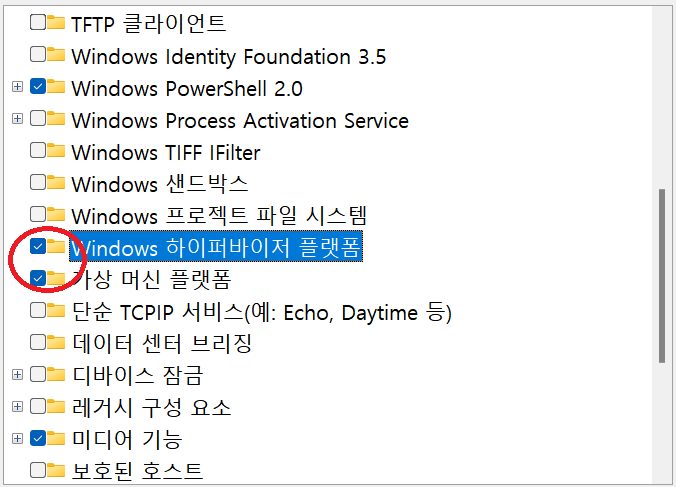 TFTP 클라이언트
Windows Identity Foundation 3.5
Windows PowerShell 2.0
Windows Process Activation Service
Windows TIFF IFilter
Windows 샌드박스
Windows 프로젝트 파일 시스템
Windows 하이퍼바이저 플랫폼
가상 머신 플랫폼
단순 TCPIP 서비스(예: Echo, Daytime 등)
데이터 센터 브리징
디바이스 잠금
레거시 구성 요소
미디어 기능
보호된 호스트